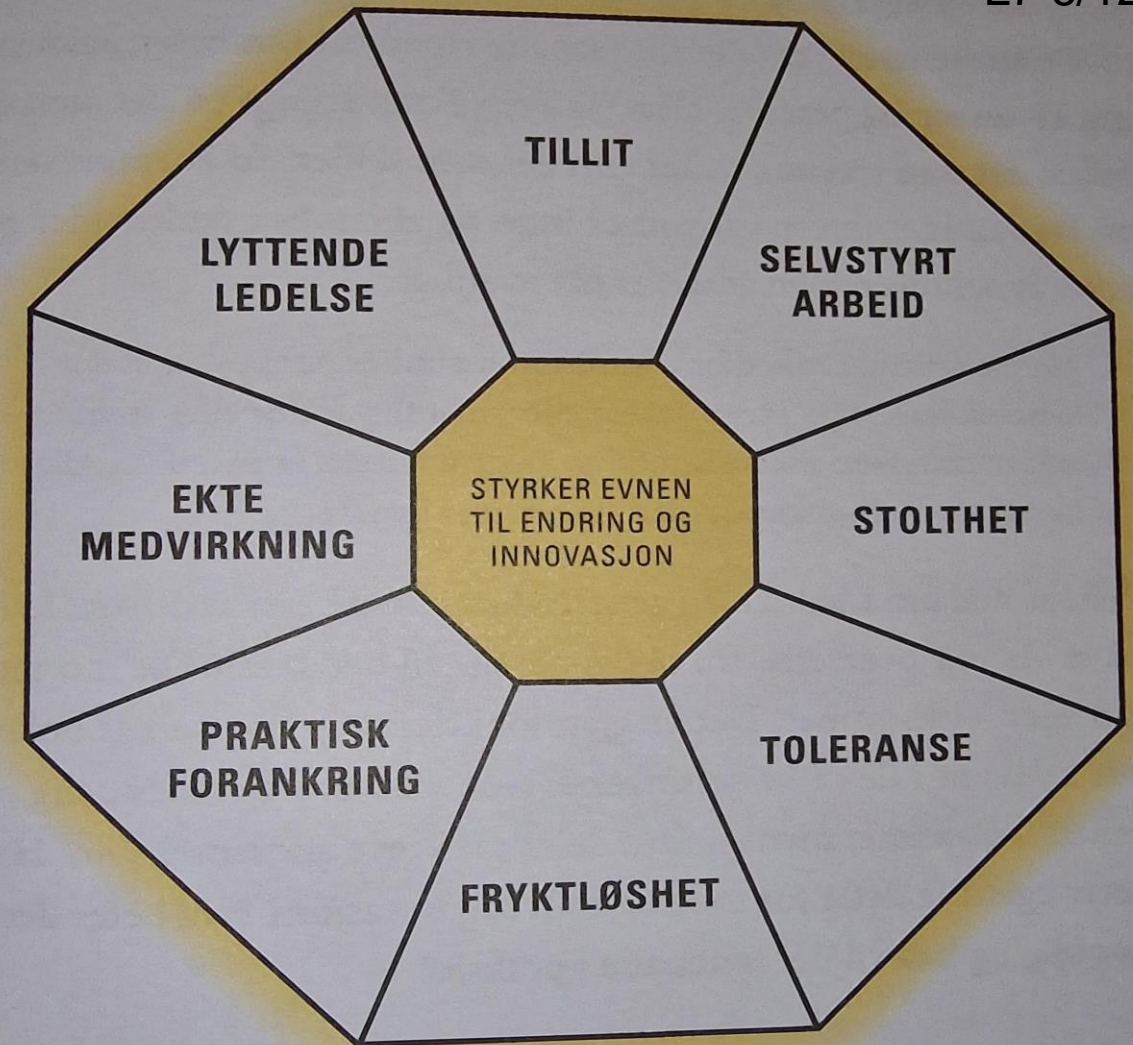 TILLIT
LYTTENDE
LEDELSE
SELVSTYRT
ARBEID
EKTE
MEDVIRKNING
STYRKER EVNEN
TIL ENDRING OG
INNOVASJON
STOLTHET
PRAKTISK
FORANKRING
TOLERANSE
FRYKTLØSHET